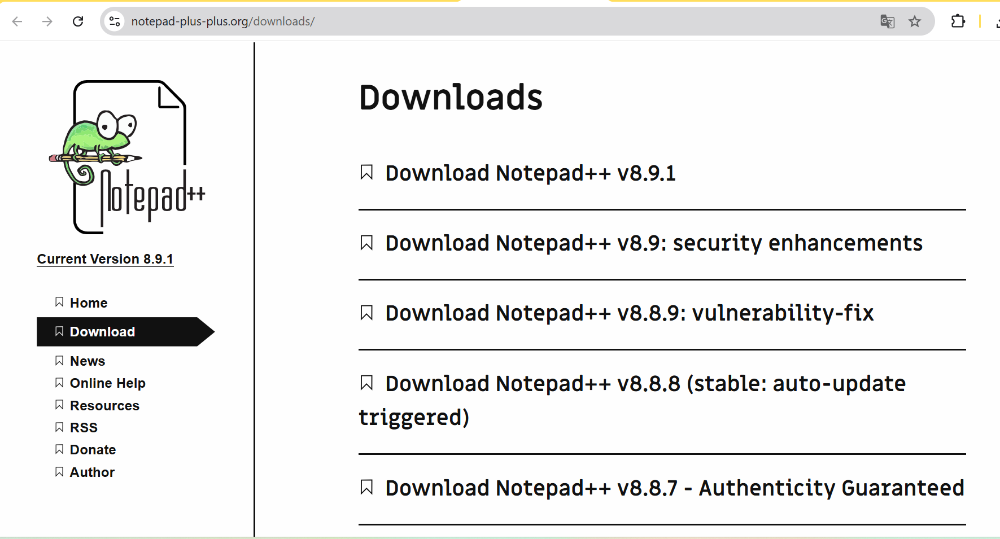 notepad-plus-plus.org/downloads/
Notepad++
Current Version 8.9.1
Home
Download
News
Online Help
Resources
RSS
Donate
Author
Downloads
Download Notepad++ v8.9.1
Download Notepad++ v8.9: security enhancements
Download Notepad++ v8.8.9: vulnerability-fix
Download Notepad++ v8.8.8 (stable: auto-update
triggered)
Download Notepad++ v8.8.7 - Authenticity Guaranteed